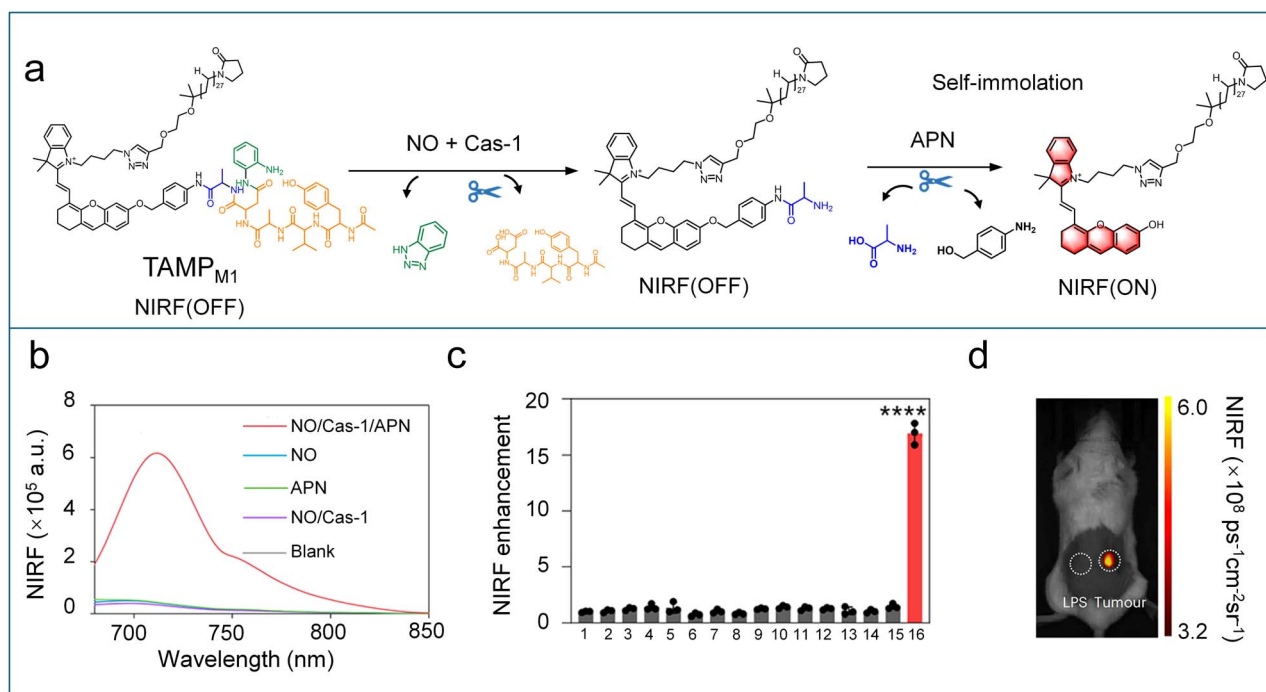 a
TAMP_M1
NIRF(OFF)
NO + Cas-1
NIRF(OFF)
Self-immolation
APN
NIRF(ON)
b
NIRF (×10⁵ a.u.)
8
6
4
2
0
700
750
800
850
Wavelength (nm)
NO/Cas-1/APN
NO
APN
NO/Cas-1
Blank
c
NIRF enhancement
20
15
10
5
0
****
1 2 3 4 5 6 7 8 9 10 11 12 13 14 15 16
d
LPS Tumour
6.0
3.2
NIRF (×10⁸ ps⁻¹cm⁻²sr⁻¹)